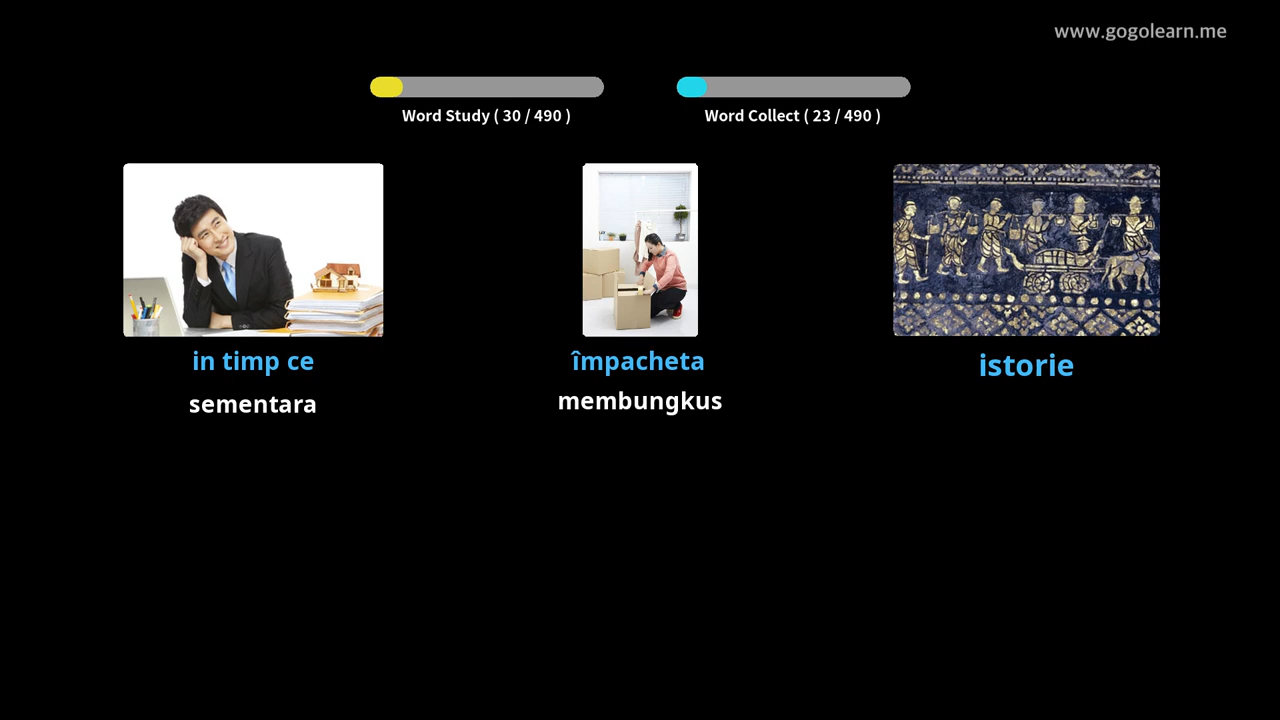 www.gogolearn.me
Word Study ( 30 / 490 )
Word Collect ( 23 / 490 )
in timp ce
sementara
împacheta
membungkus
istorie